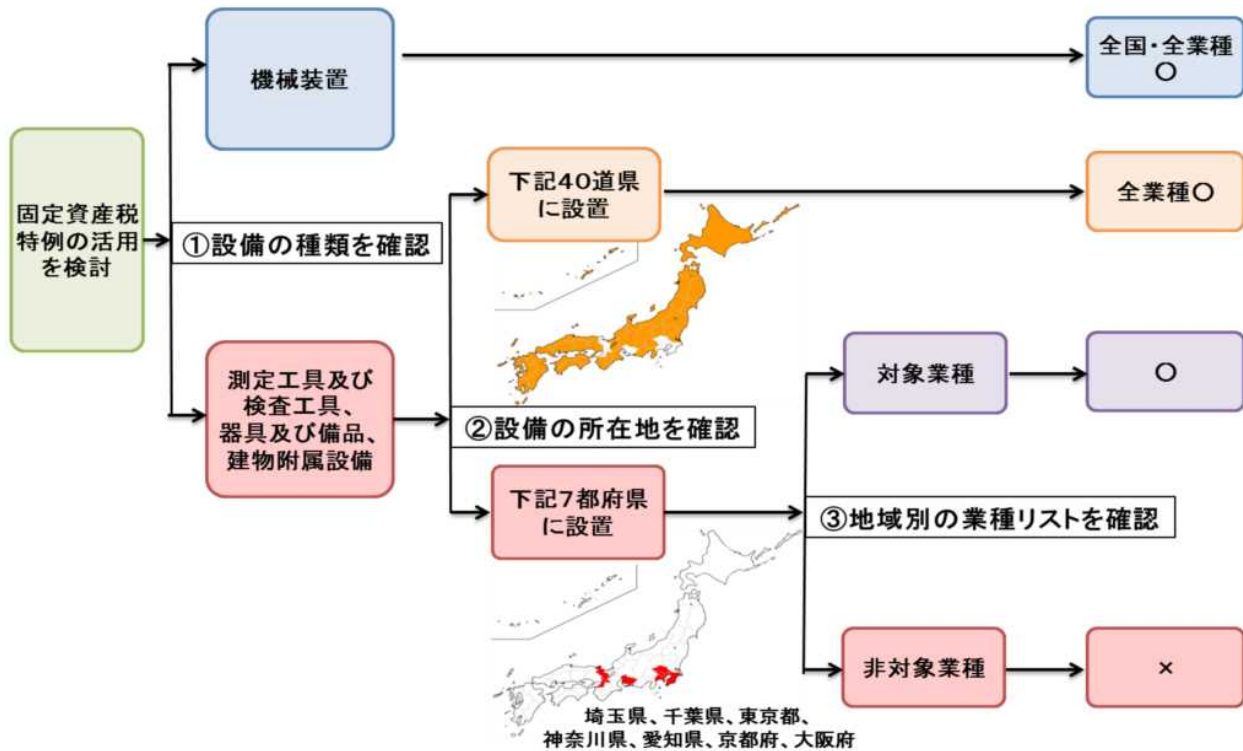 固定資産税
特例の活用
を検討
①設備の種類を確認
機械装置
全国・全業種
〇
測定工具及び
検査工具、
器具及び備品、
建物附属設備
②設備の所在地を確認
下記40道県
に設置
全業種〇
下記7都府県
に設置
埼玉県、千葉県、東京都、
神奈川県、愛知県、京都府、大阪府
③地域別の業種リストを確認
対象業種
〇
非対象業種
×